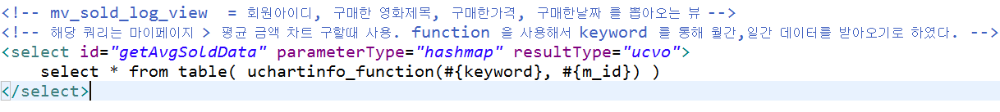 <!-- mv_sold_log_view  = 회원아이디, 구매한 영화제목, 구매한가격, 구매한날짜 를 뽑아오는 뷰 -->
<!-- 해당 쿼리는 마이페이지 > 평균 금액 차트 구할때 사용. function 을 사용해서 keyword 를 통해 월간,일간 데이터를 받아오기로 하였다. -->
<select id="getAvgSoldData" parameterType="hashmap" resultType="ucvo">
    select * from table( uchartinfo_function(#{keyword}, #{m_id}) )
</select>